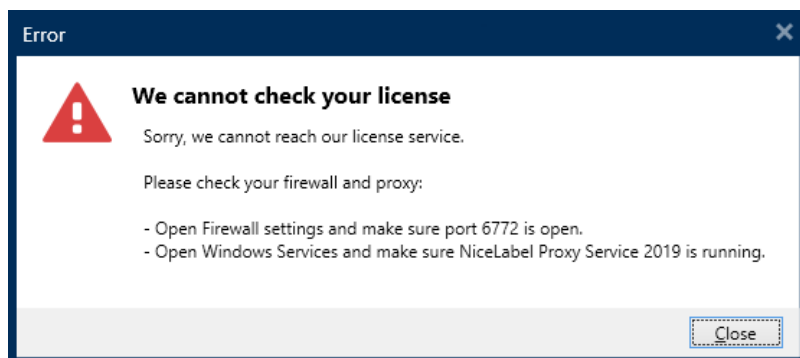 Error
We cannot check your license
Sorry, we cannot reach our license service.
Please check your firewall and proxy:
- Open Firewall settings and make sure port 6772 is open.
- Open Windows Services and make sure NiceLabel Proxy Service 2019 is running.
Close